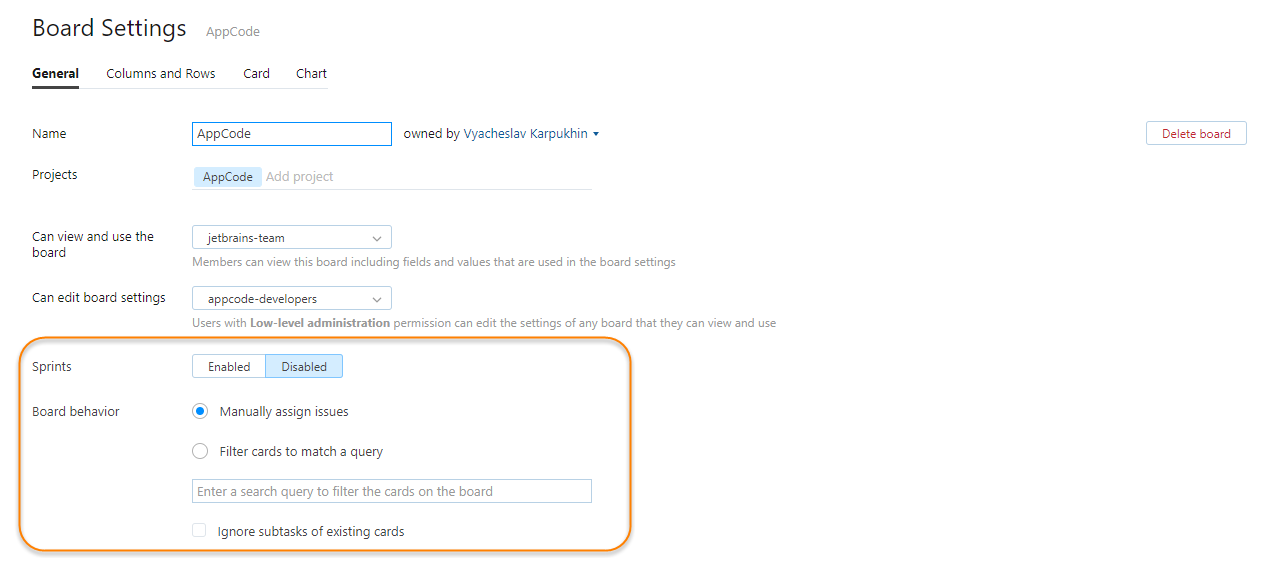 Board Settings AppCode
General Columns and Rows Card Chart
Name AppCode owned by Vyacheslav Karpukhin Delete board
Projects AppCode Add project
Can view and use the
board
jetbrains-team
Members can view this board including fields and values that are used in the board settings
Can edit board settings appcode-developers
Users with Low-level administration permission can edit the settings of any board that they can view and use
Sprints Enabled Disabled
Board behavior Manually assign issues
Filter cards to match a query
Enter a search query to filter the cards on the board
Ignore subtasks of existing cards